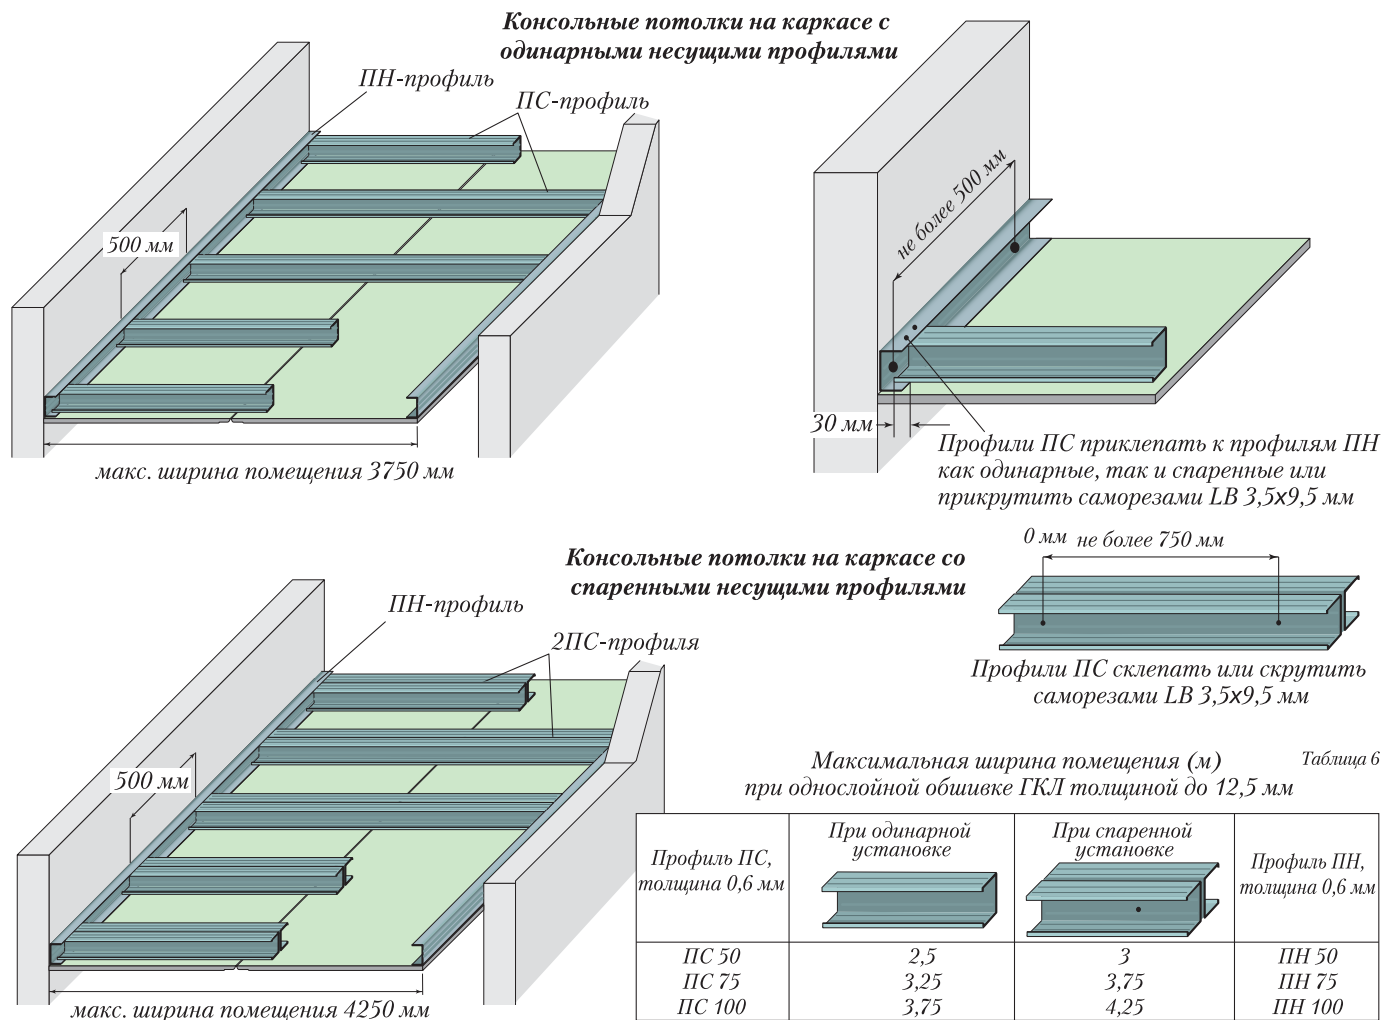 Консольные потолки на каркасе с
одинарными несущими профилями
ПН-профиль
ПС-профиль
500 мм
макс. ширина помещения 3750 мм
не более 500 мм
30 мм
Профили ПС приклепать к профилям ПН
как одинарные, так и спаренные или
прикрутить саморезами LB 3,5x9,5 мм
Консольные потолки на каркасе со
спаренными несущими профилями
ПН-профиль
2ПС-профиля
500 мм
макс. ширина помещения 4250 мм
0 мм не более 750 мм
Профили ПС склепать или скрутить
саморезами LB 3,5x9,5 мм
Максимальная ширина помещения (м)
Таблица 6
при однослойной обшивке ГКЛ толщиной до 12,5 мм
Профиль ПС,
толщина 0,6 мм
При одинарной
установке
При спаренной
установке
Профиль ПН,
толщина 0,6 мм
ПС 50 2,5 3 ПН 50
ПС 75 3,25 3,75 ПН 75
ПС 100 3,75 4,25 ПН 100